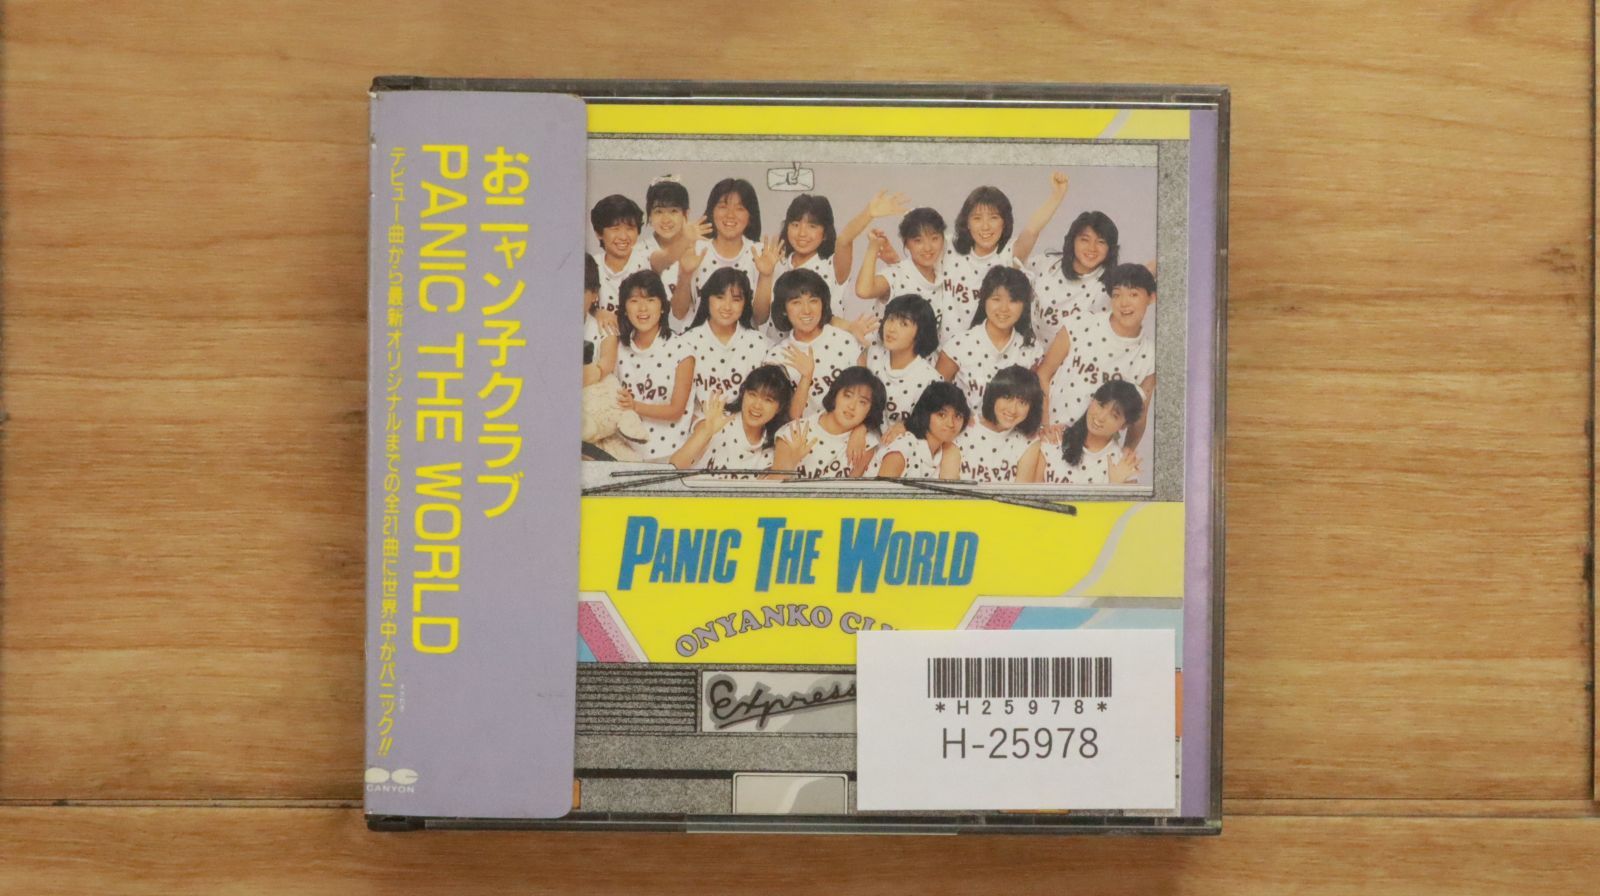 おニャン子クラブ
PANIC THE WORLD
デビュー曲から最新オリジナルまでの全21曲に世界中がパニック!!
CANYON
PANIC THE WORLD
ONYANKO
Express
*H25978*
H-25978